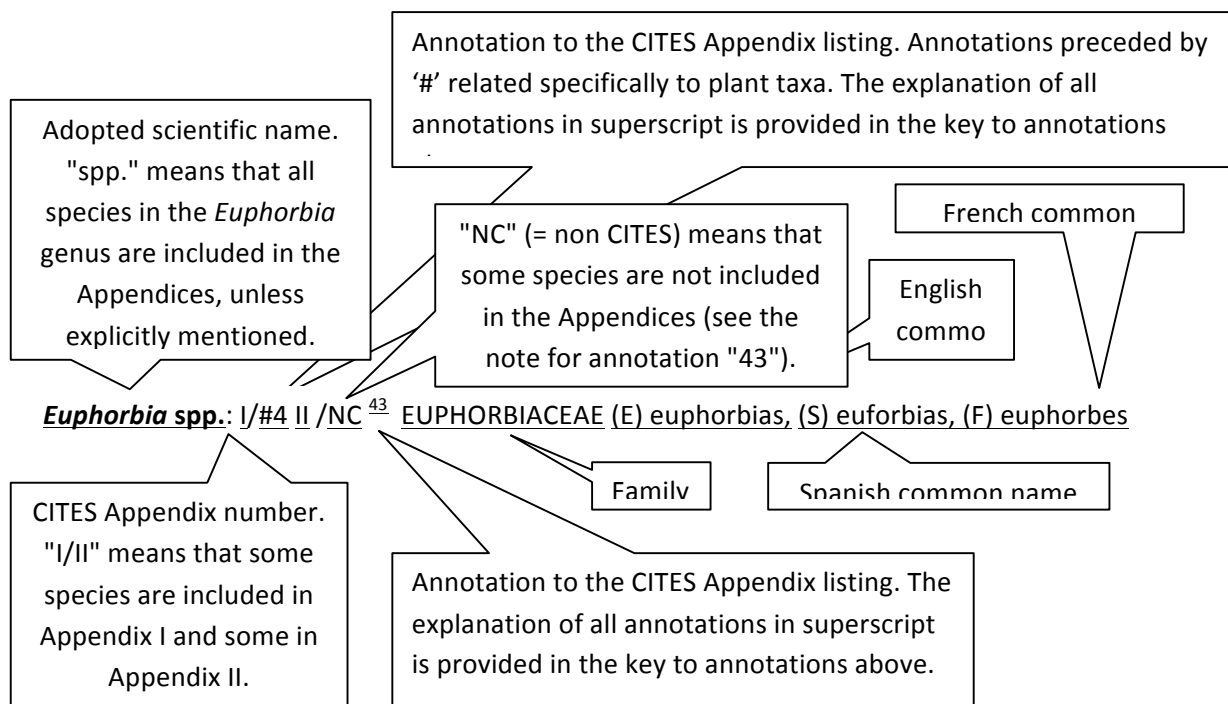 Annotation to the CITES Appendix listing. Annotations preceded by
‘#’ related specifically to plant taxa. The explanation of all
annotations in superscript is provided in the key to annotations
Adopted scientific name.
"spp." means that all
species in the Euphorbia
genus are included in the
Appendices, unless
explicitly mentioned.
"NC" (= non CITES) means that
some species are not included
in the Appendices (see the
note for annotation "43").
French common
English
commo
Euphorbia spp.: I/#4 II /NC 43 EUPHORBIACEAE (E) euphorbias, (S) euforbias, (F) euphorbes
Family
Spanish common name
CITES Appendix number.
"I/II" means that some
species are included in
Appendix I and some in
Appendix II.
Annotation to the CITES Appendix listing. The
explanation of all annotations in superscript
is provided in the key to annotations above.